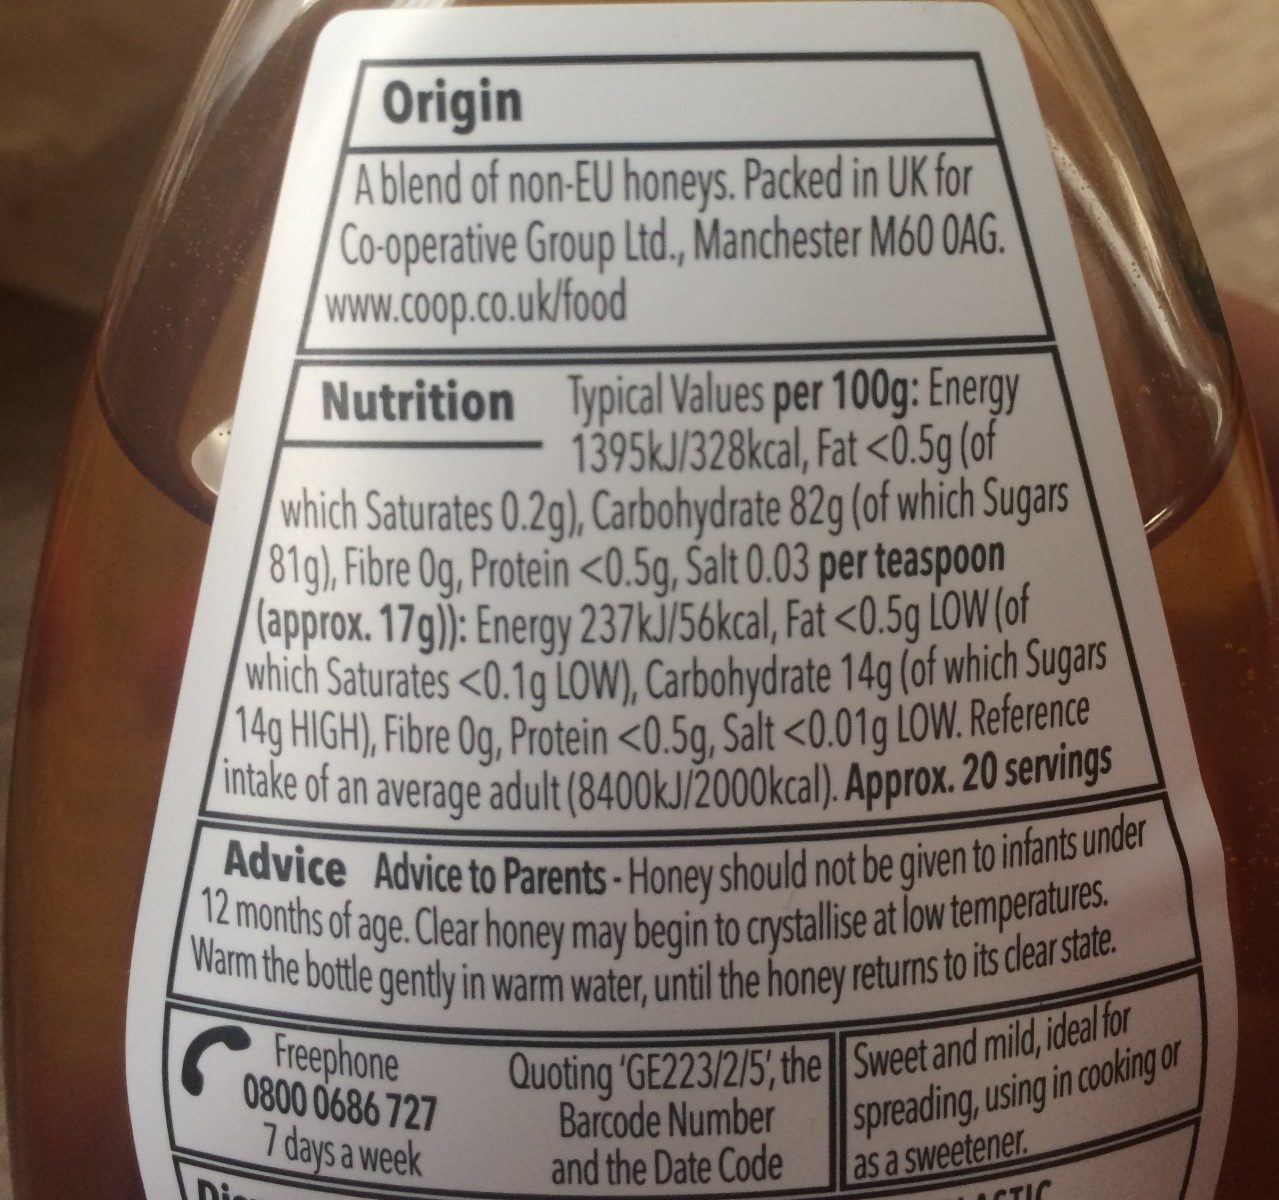 Origin
A blend of non-EU honeys. Packed in UK for
Co-operative Group Ltd., Manchester M60 0AG.
www.coop.co.uk/food
Nutrition Typical Values per 100g: Energy
1395kJ/328kcal, Fat <0.5g (of
which Saturates 0.2g), Carbohydrate 82g (of which Sugars
81g), Fibre 0g, Protein <0.5g, Salt 0.03 per teaspoon
(approx. 17g)): Energy 237kJ/56kcal, Fat <0.5g LOW (of
which Saturates <0.1g LOW), Carbohydrate 14g (of which Sugars
14g HIGH), Fibre 0g, Protein <0.5g, Salt <0.01g LOW. Reference
intake of an average adult (8400kJ/2000kcal). Approx. 20 servings
Advice Advice to Parents - Honey should not be given to infants under
12 months of age. Clear honey may begin to crystallise at low temperatures.
Warm the bottle gently in warm water, until the honey returns to its clear state.
Freephone
0800 0686 727
7 days a week
Quoting 'GE223/2/5', the
Barcode Number
and the Date Code
Sweet and mild, ideal for
spreading, using in cooking or
as a sweetener.